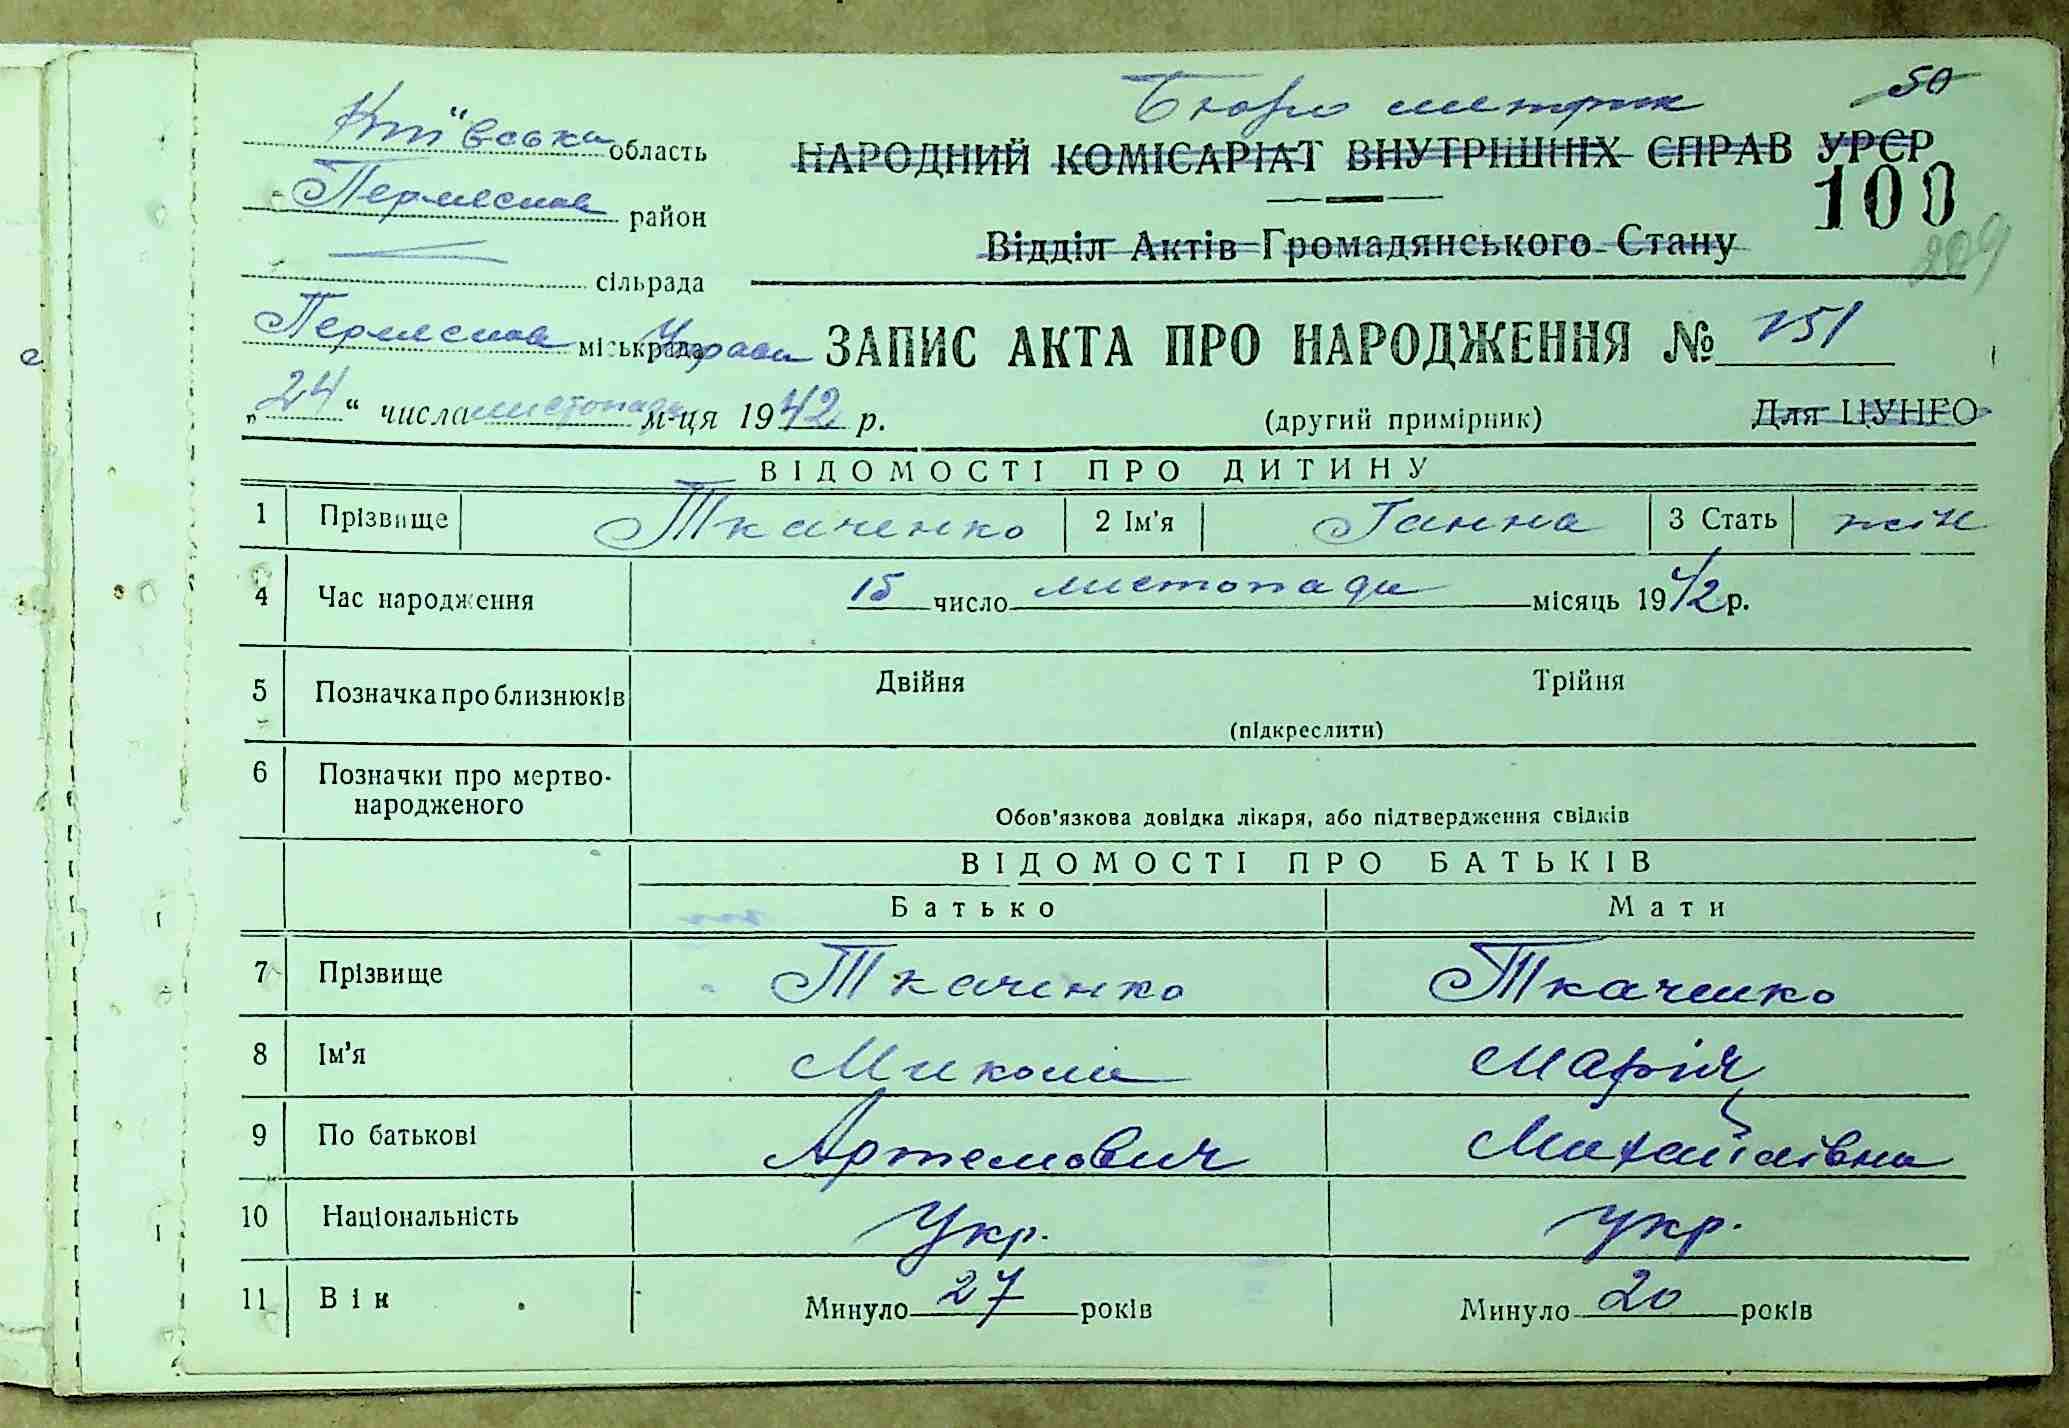 Бюро метрик 50
Київська область
НАРОДНИЙ КОМІСАРІАТ ВНУТРІШНІХ СПРАВ УРСР
100
район
Відділ Актів Громадянського Стану
209
сільрада
міськрада Управи
ЗАПИС АКТА ПРО НАРОДЖЕННЯ № 151
„24“ числа листопада м-ця 1942 р. (другий примірник) Для ЦУНГО
ВІДОМОСТІ ПРО ДИТИНУ
1 Прізвище Ткаченко 2 Ім'я Ганна 3 Стать жін
4 Час народження 15 число листопада місяць 1942 р.
5 Позначка про близнюків Двійня Трійня
(підкреслити)
6 Позначки про мертво-
народженого
Обов'язкова довідка лікаря, або підтвердження свідків
ВІДОМОСТІ ПРО БАТЬКІВ
Батько Мати
7 Прізвище Ткаченко Ткаченко
8 Ім'я Микола Марія
9 По батькові Артемович Михайлівна
10 Національність Укр. укр.
11 Вік Минуло 27 років Минуло 20 років